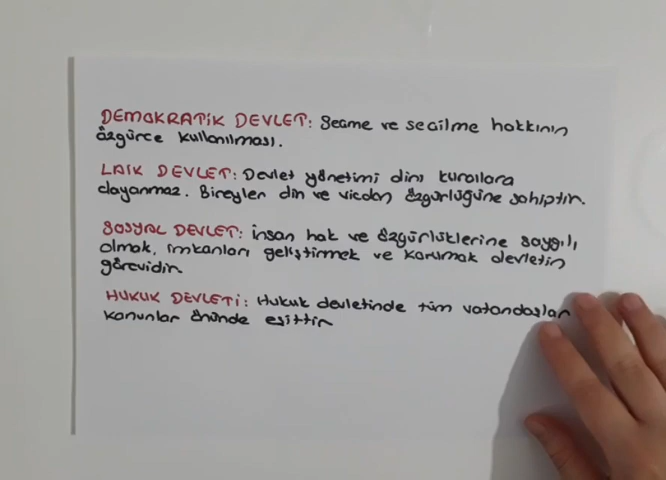 DEMOKRATİK DEVLET: Seçme ve seçilme hakkının
özgürce kullanılması.
LAİK DEVLET: Devlet yönetimi dini kurallara
dayanmaz. Bireyler din ve vicdan özgürlüğüne sahiptir.
SOSYAL DEVLET: İnsan hak ve özgürlüklerine saygılı
olmak, imkanları geliştirmek ve korumak devletin
görevidir.
HUKUK DEVLETİ: Hukuk devletinde tüm vatandaşlar
kanunlar önünde eşittir